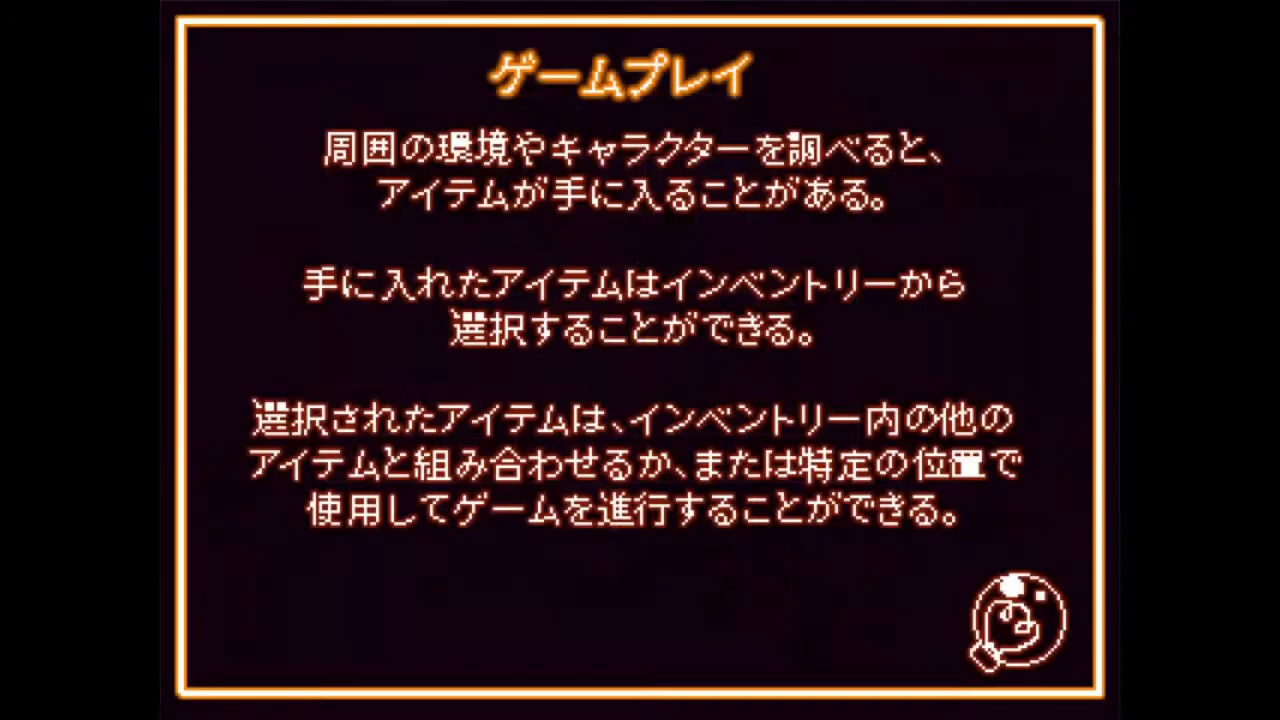 ゲームプレイ
周囲の環境やキャラクターを調べると、
アイテムが手に入ることがある。
手に入れたアイテムはインベントリーから
選択することができる。
選択されたアイテムは、インベントリー内の他の
アイテムと組み合わせるか、または特定の位置で
使用してゲームを進行することができる。